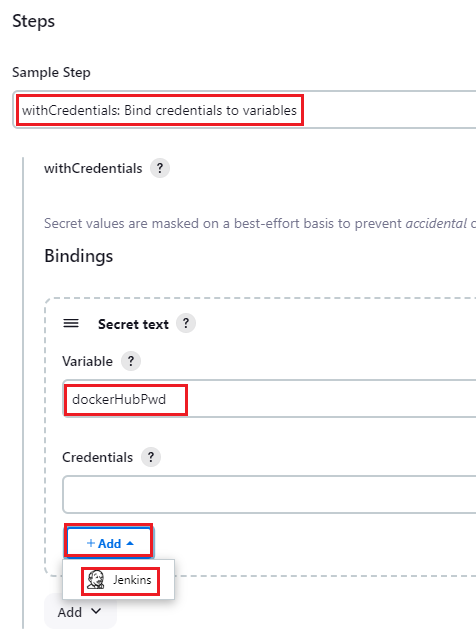 Steps
Sample Step
withCredentials: Bind credentials to variables
withCredentials ?
Secret values are masked on a best-effort basis to prevent accidental
Bindings
Secret text ?
Variable ?
dockerHubPwd
Credentials ?
+ Add
Jenkins
Add